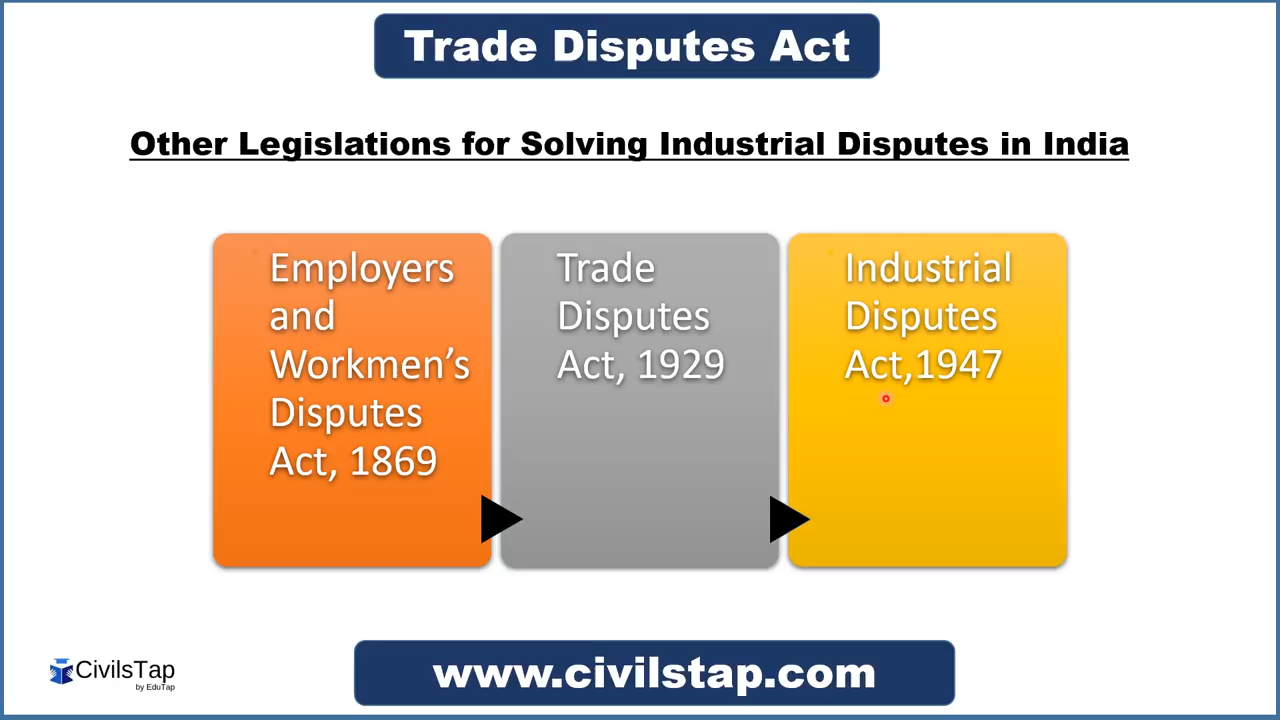 Trade Disputes Act
Other Legislations for Solving Industrial Disputes in India
Employers
and
Workmen’s
Disputes
Act, 1869
Trade
Disputes
Act, 1929
Industrial
Disputes
Act,1947
CivilsTap
by EduTap
www.civilstap.com